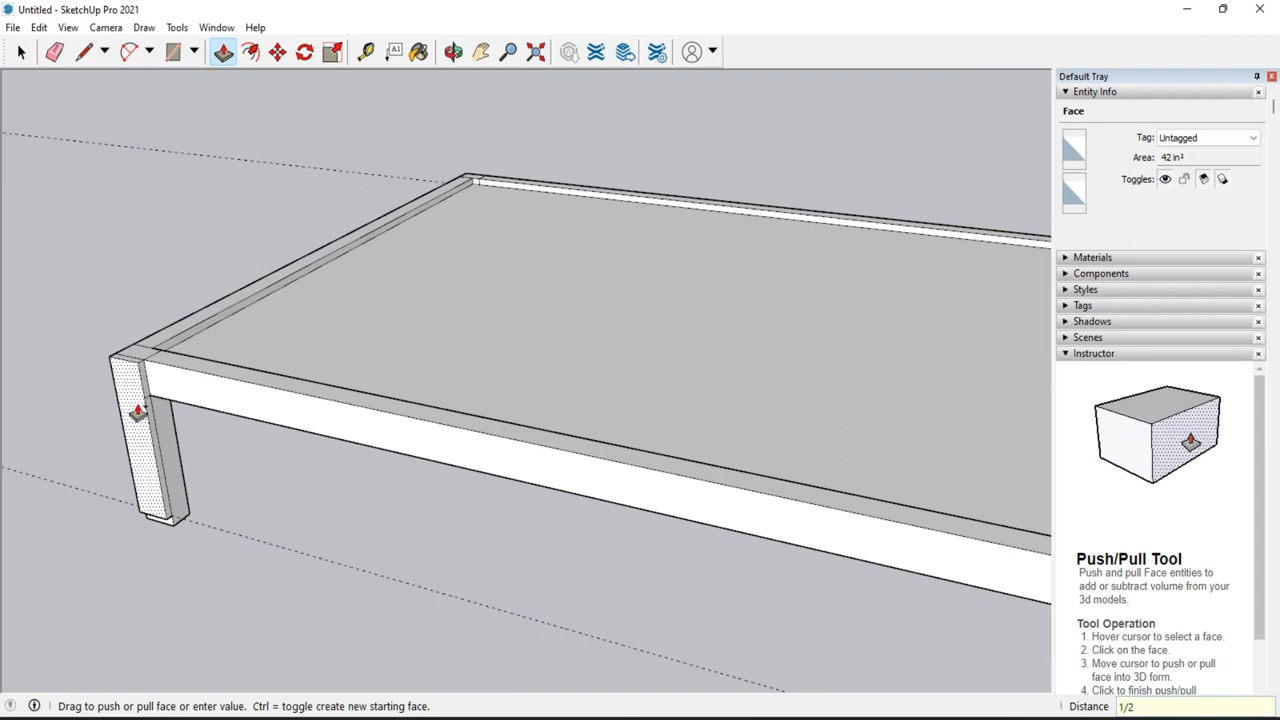 Untitled - SketchUp Pro 2021
File Edit View Camera Draw Tools Window Help
A1
Default Tray
Entity Info
Face
Tag: Untagged
Area: 42 in²
Toggles:
Materials
Components
Styles
Tags
Shadows
Scenes
Instructor
Push/Pull Tool
Push and pull Face entities to
add or subtract volume from your
3d models.
Tool Operation
1. Hover cursor to select a face.
2. Click on the face.
3. Move cursor to push or pull
face into 3D form.
4. Click to finish push/pull
Drag to push or pull face or enter value. Ctrl = toggle create new starting face.
Distance 1/2